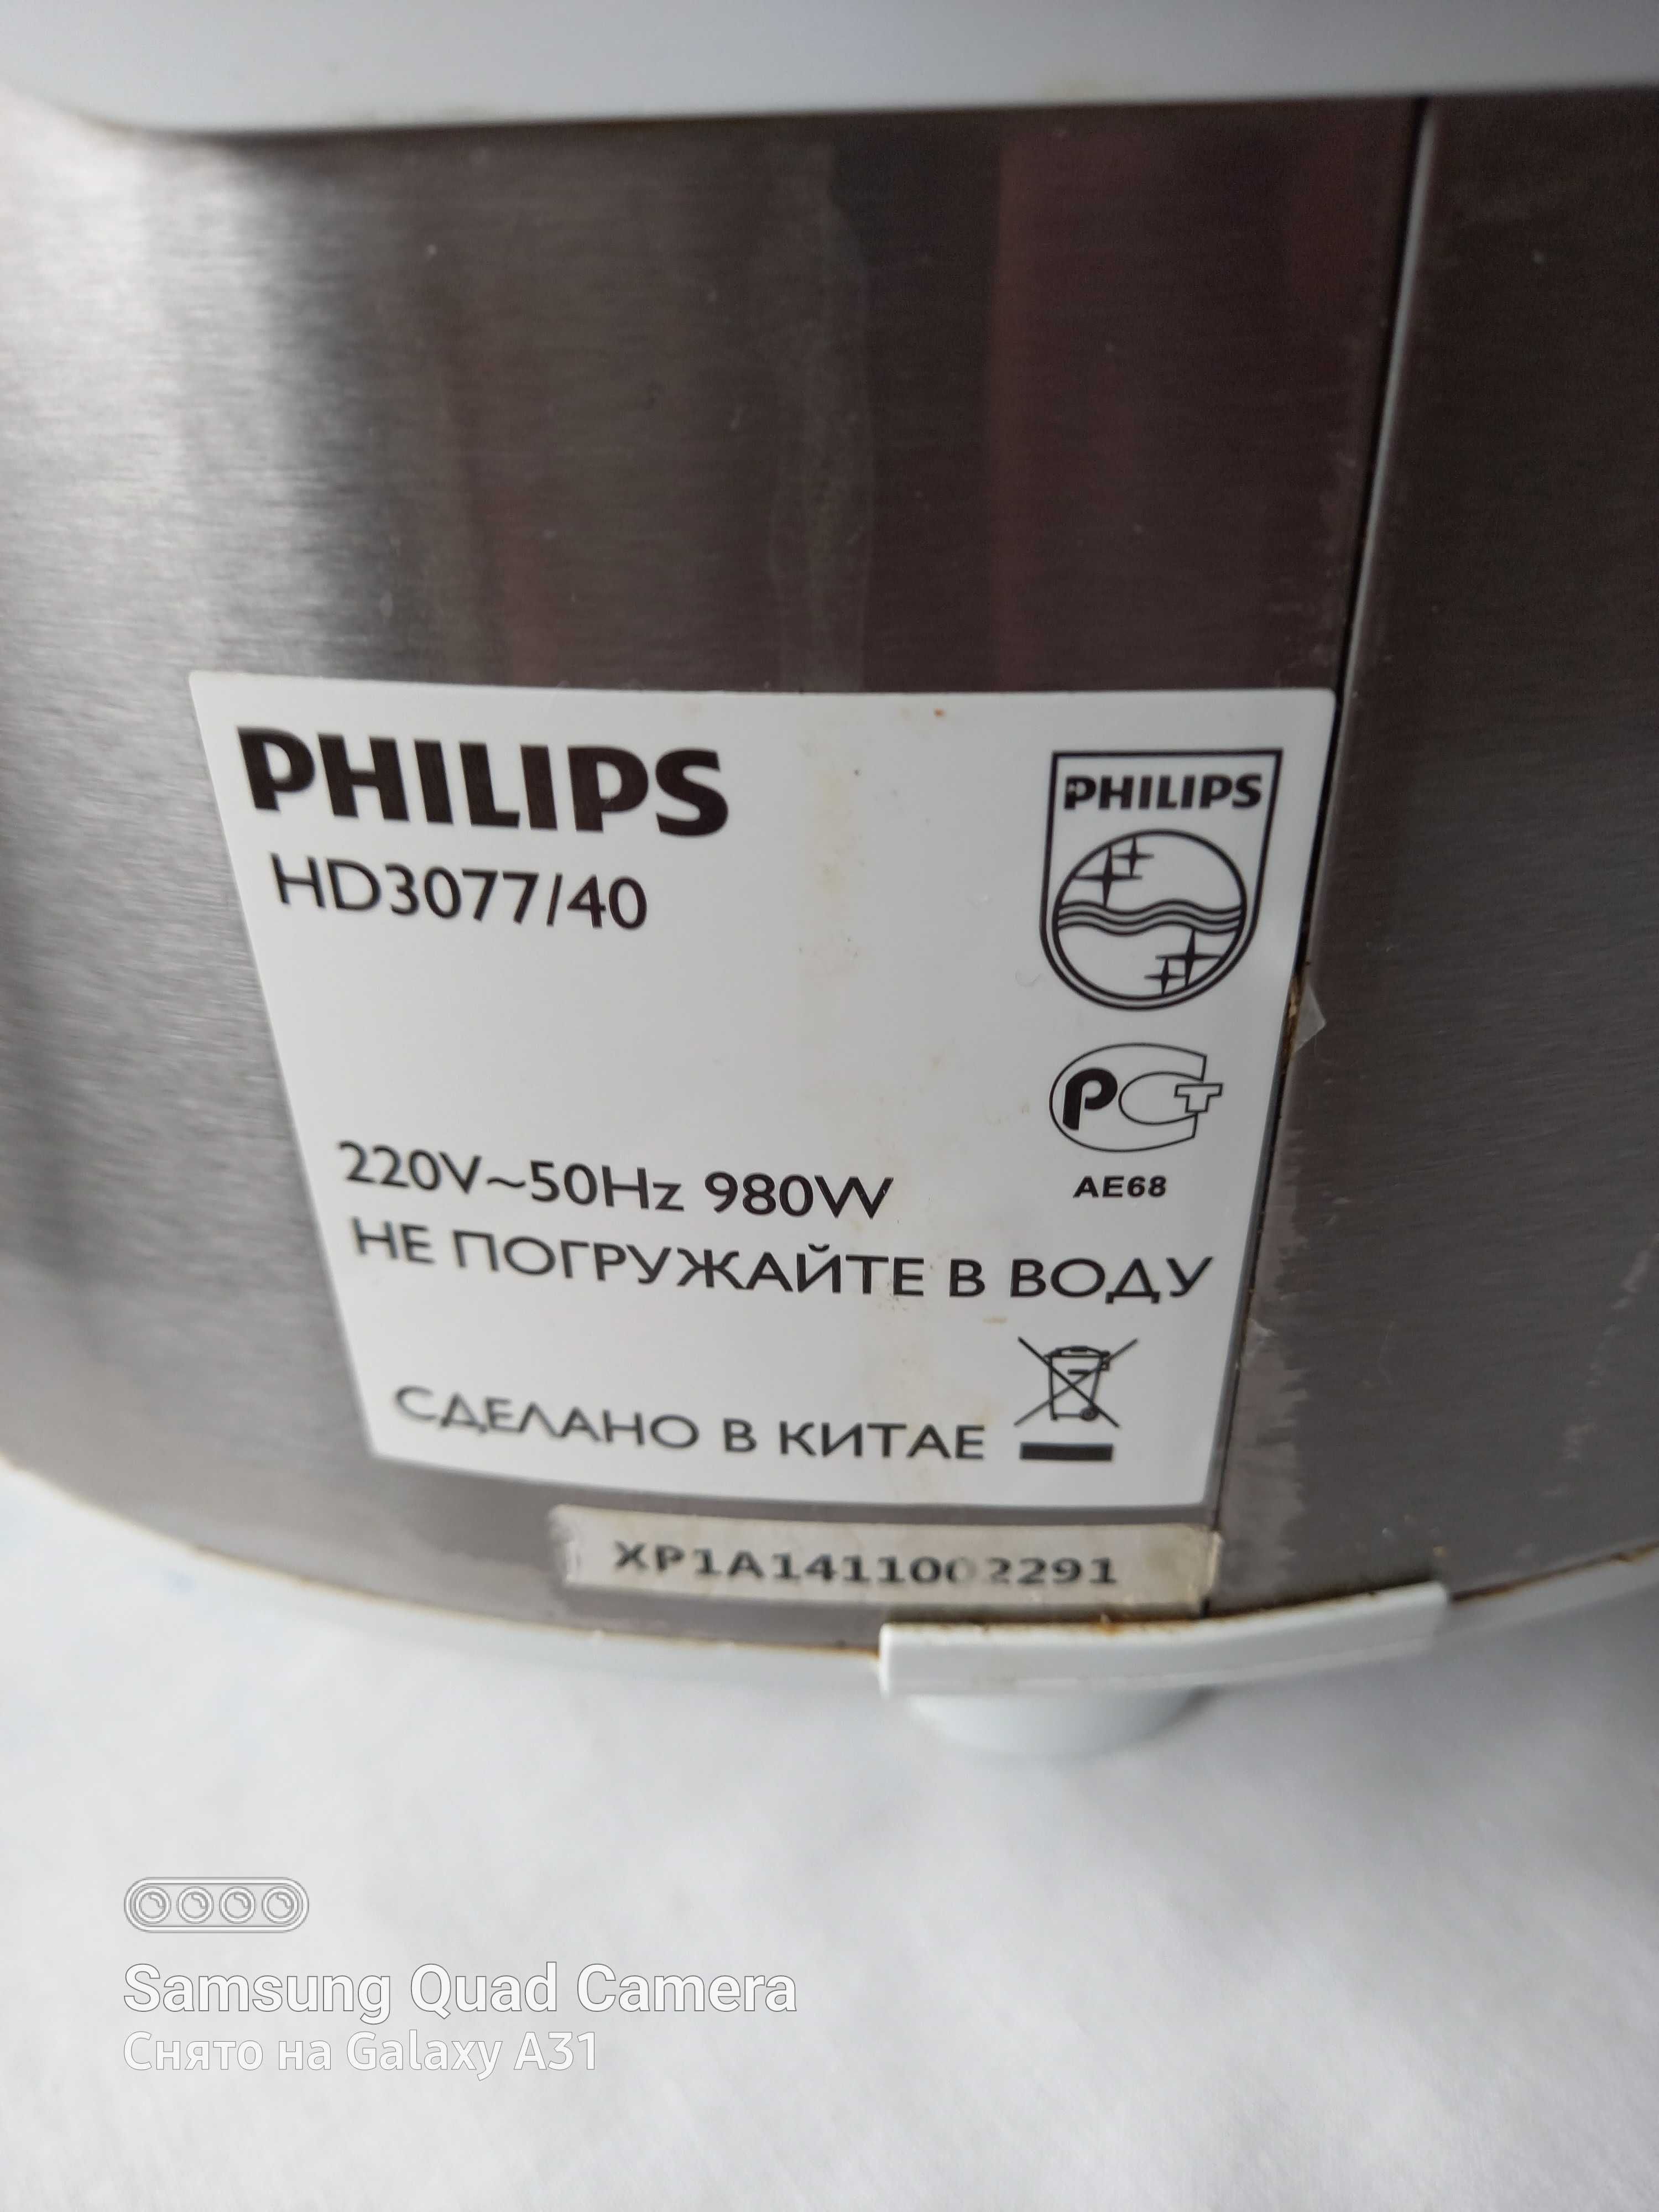 PHILIPS
HD3077/40
PHILIPS
РСТ
AE68
220V~50Hz 980W
НЕ ПОГРУЖАЙТЕ В ВОДУ
СДЕЛАНО В КИТАЕ
XP1A1411002291
Samsung Quad Camera
Снято на Galaxy A31